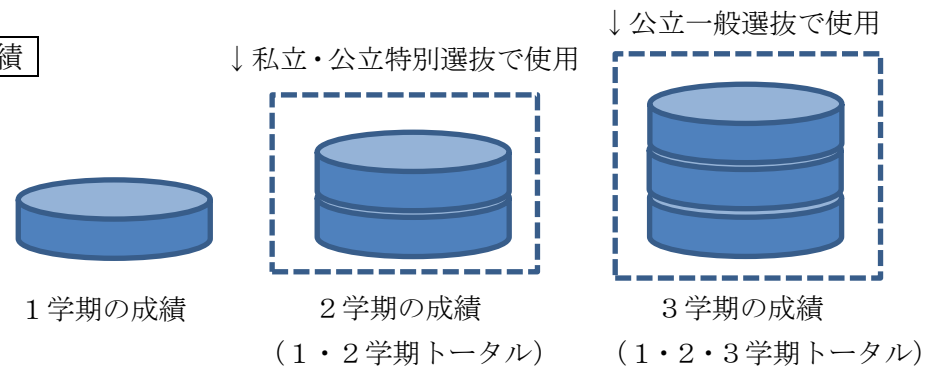 績
↓私立・公立特別選抜で使用
↓公立一般選抜で使用
１学期の成績
２学期の成績
（１・２学期トータル）
３学期の成績
（１・２・３学期トータル）